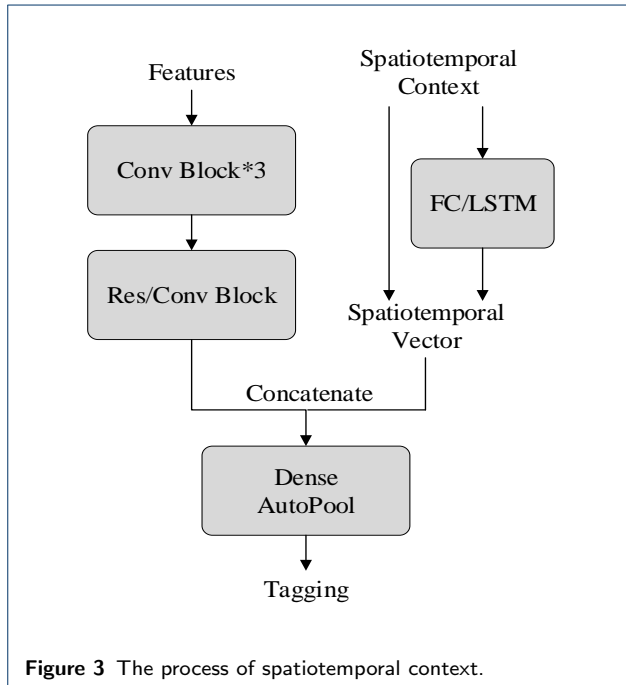 Features
Conv Block*3
Res/Conv Block
Spatiotemporal
Context
FC/LSTM
Spatiotemporal
Vector
Concatenate
Dense
AutoPool
Tagging
Figure 3 The process of spatiotemporal context.